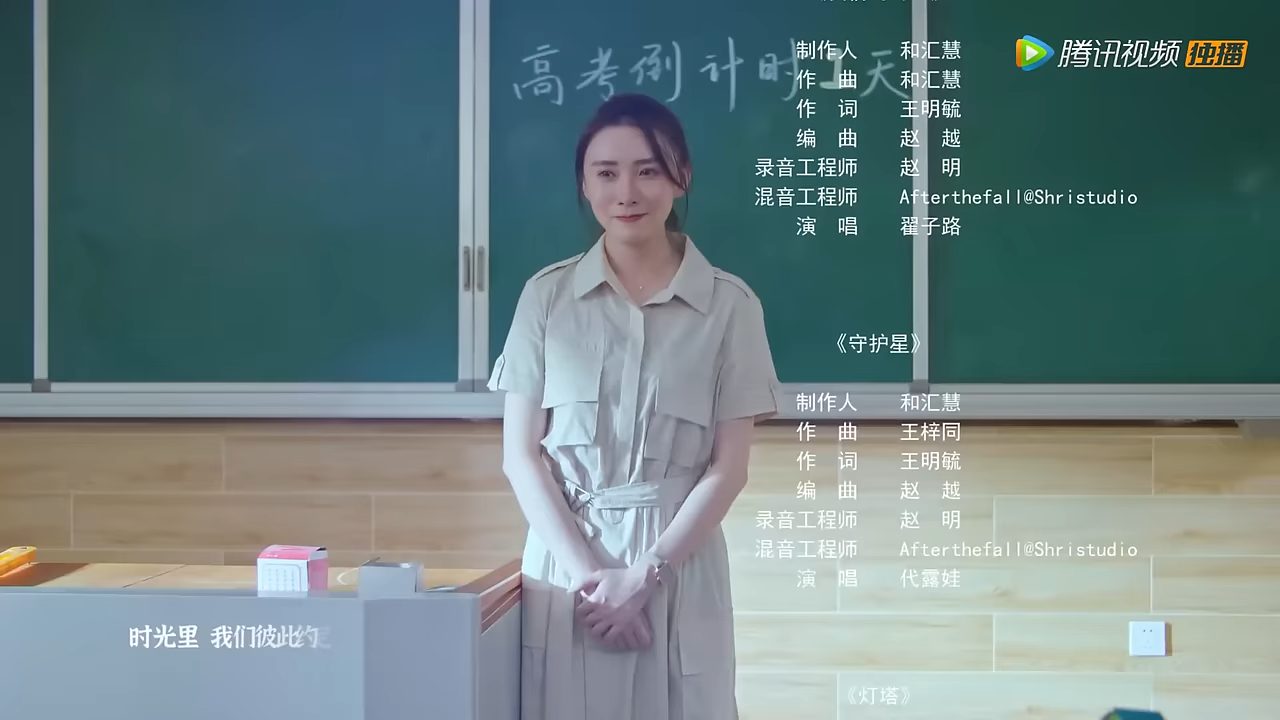 腾讯视频 独播
高考倒计时1天
制作人 和汇慧
作 曲 和汇慧
作 词 王明毓
编 曲 赵 越
录音工程师 赵 明
混音工程师 Afterthefall@Shristudio
演 唱 翟子路
《守护星》
制作人 和汇慧
作 曲 王梓同
作 词 王明毓
编 曲 赵 越
录音工程师 赵 明
混音工程师 Afterthefall@Shristudio
演 唱 代露娃
时光里 我们彼此约定
《灯塔》